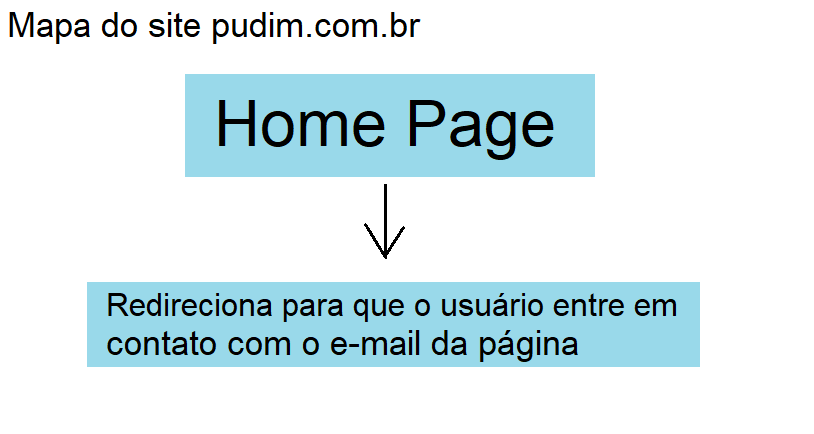 Mapa do site pudim.com.br
Home Page
Redireciona para que o usuário entre em
contato com o e-mail da página